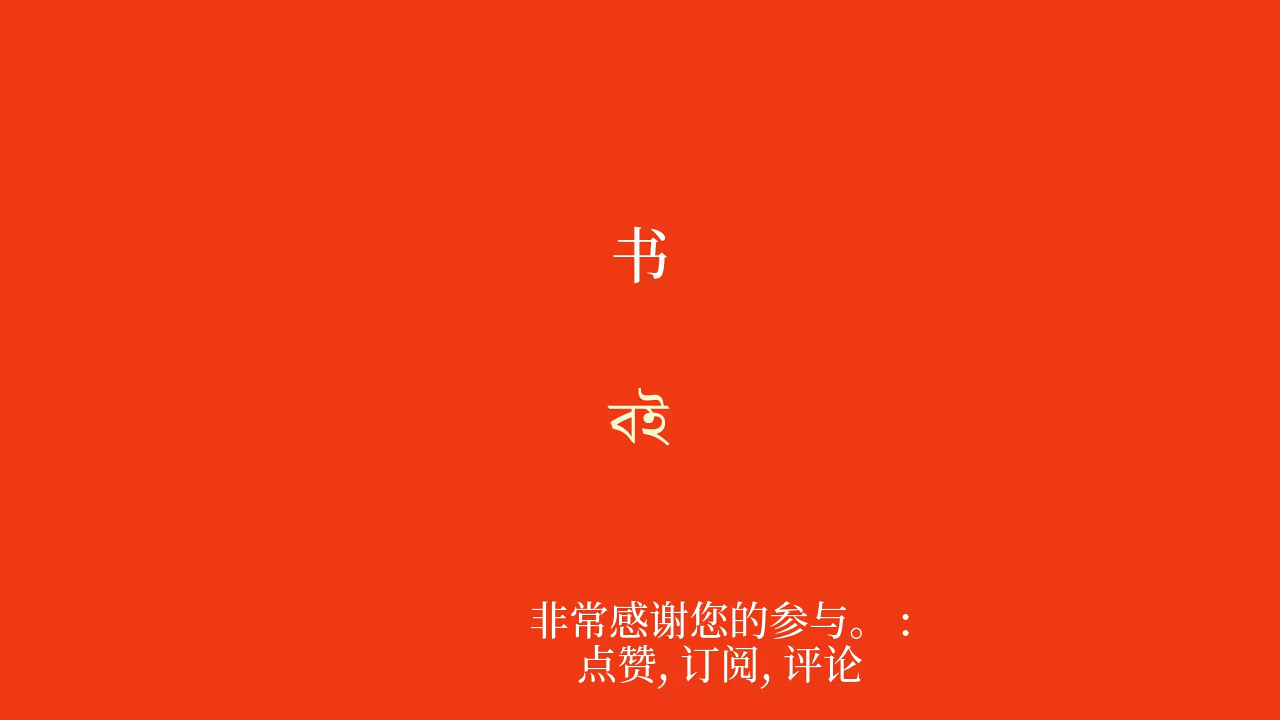 书
বই
非常感谢您的参与。 :
点赞, 订阅, 评论